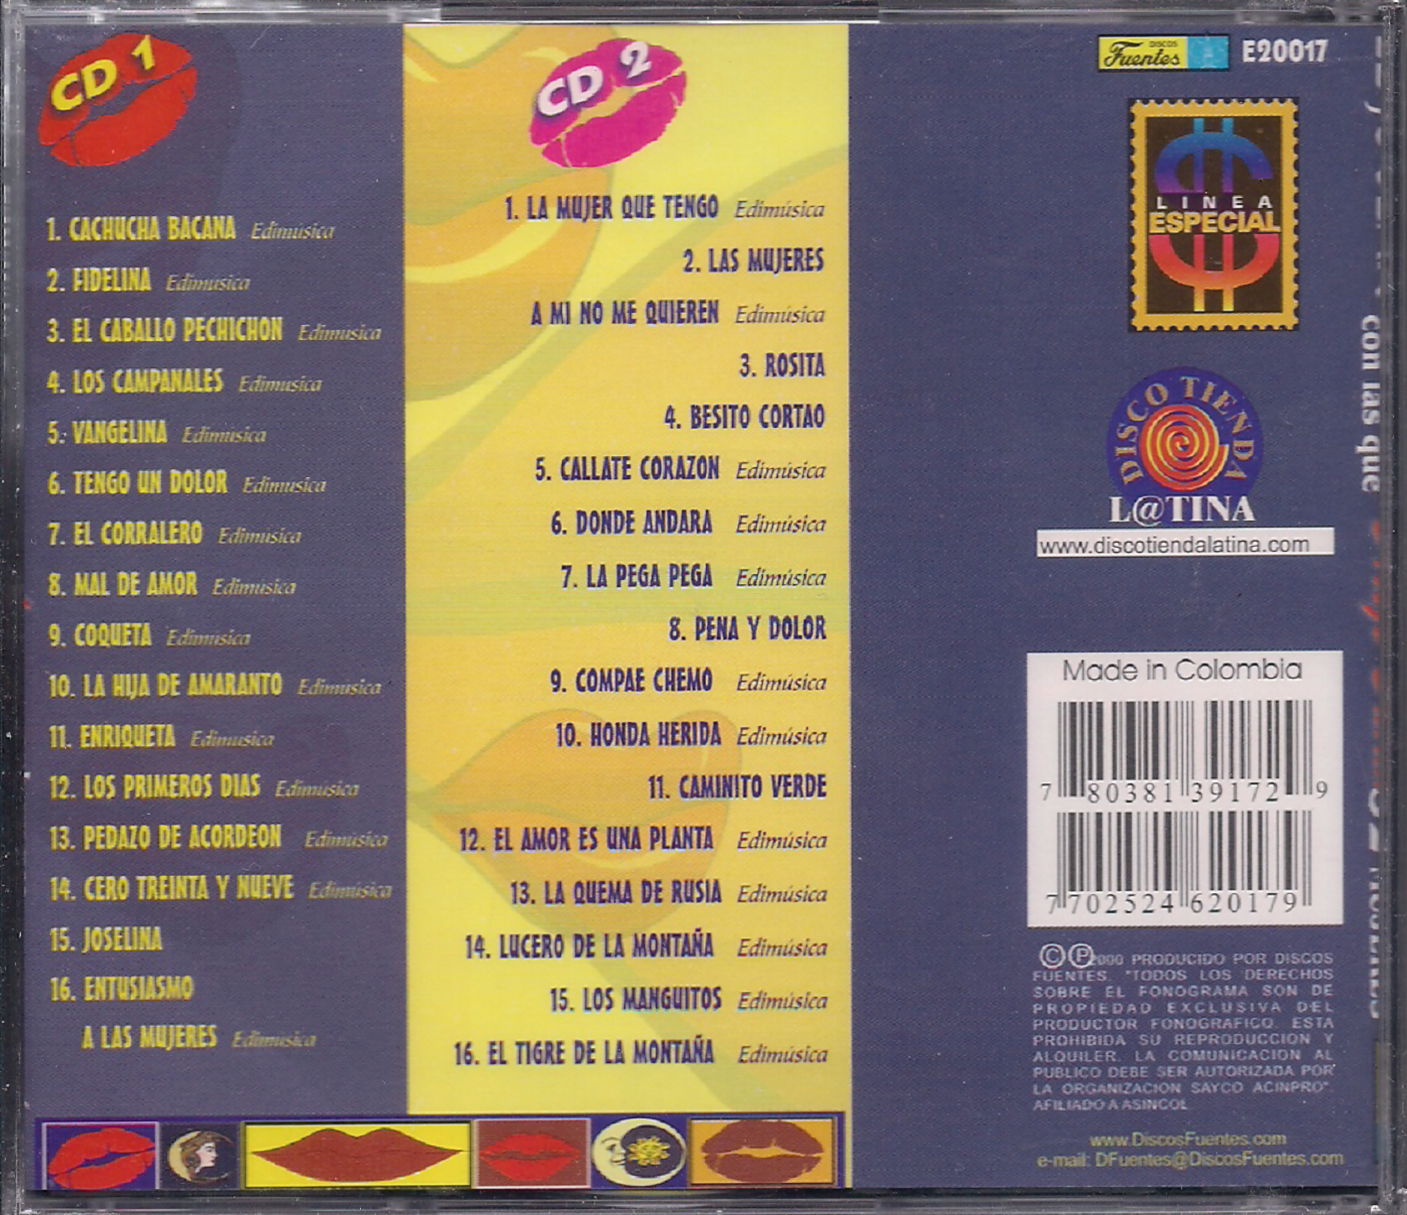 CD 1
1. CACHUCHA BACANA Edimúsica
2. FIDELINA Edimúsica
3. EL CABALLO PECHICHON Edimusica
4. LOS CAMPANALES Edimusica
5. VANGELINA Edimúsica
6. TENGO UN DOLOR Edimusica
7. EL CORRALERO Edimusica
8. MAL DE AMOR Edimusica
9. COQUETA Edimusica
10. LA HIJA DE AMARANTO Edimusica
11. ENRIQUETA Edimusica
12. LOS PRIMEROS DIAS Edimúsica
13. PEDAZO DE ACORDEON Edimúsica
14. CERO TREINTA Y NUEVE Edimúsica
15. JOSELINA
16. ENTUSIASMO
A LAS MUJERES Edimusica
CD 2
1. LA MUJER QUE TENGO Edimúsica
2. LAS MUJERES
A MI NO ME QUIEREN Edimúsica
3. ROSITA
4. BESITO CORTAO
5. CALLATE CORAZON Edimúsica
6. DONDE ANDARA Edimúsica
7. LA PEGA PEGA Edimúsica
8. PENA Y DOLOR
9. COMPAE CHEMO Edimúsica
10. HONDA HERIDA Edimúsica
11. CAMINITO VERDE
12. EL AMOR ES UNA PLANTA Edimúsica
13. LA QUEMA DE RUSIA Edimúsica
14. LUCERO DE LA MONTAÑA Edimúsica
15. LOS MANGUITOS Edimúsica
16. EL TIGRE DE LA MONTAÑA Edimúsica
DISCOS
Fuentes E20017
LINEA
ESPECIAL
DISCO TIENDA
L@TINA
www.discotiendalatina.com
Made in Colombia
7 80381 39172 9
7 702524 620179
© ℗ 2000 PRODUCIDO POR DISCOS
FUENTES. "TODOS LOS DERECHOS
SOBRE EL FONOGRAMA SON DE
PROPIEDAD EXCLUSIVA DEL
PRODUCTOR FONOGRAFICO. ESTA
PROHIBIDA SU REPRODUCCION Y
ALQUILER. LA COMUNICACION AL
PUBLICO DEBE SER AUTORIZADA POR
LA ORGANIZACION SAYCO ACINPRO".
AFILIADO A ASINCOL
www.DiscosFuentes.com
e-mail: DFuentes@DiscosFuentes.com
con las que